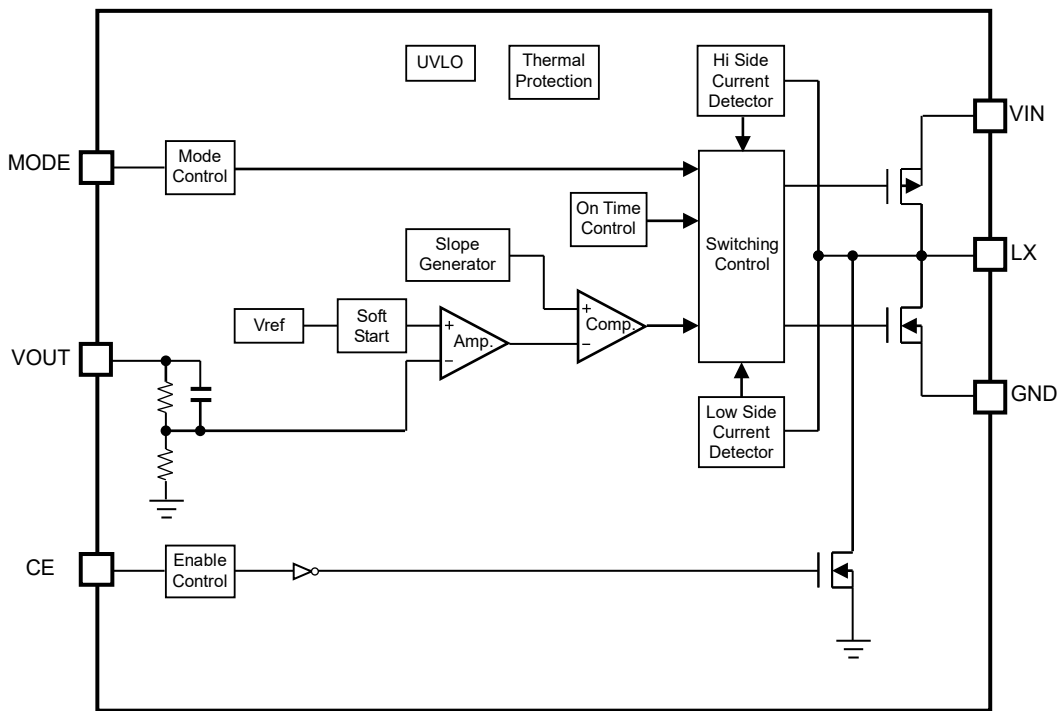 UVLO
Thermal
Protection
Hi Side
Current
Detector
VIN
MODE
Mode
Control
On Time
Control
Switching
Control
LX
Slope
Generator
Vref
Soft
Start
+
Amp.
−
+
Comp.
−
VOUT
GND
Low Side
Current
Detector
CE
Enable
Control